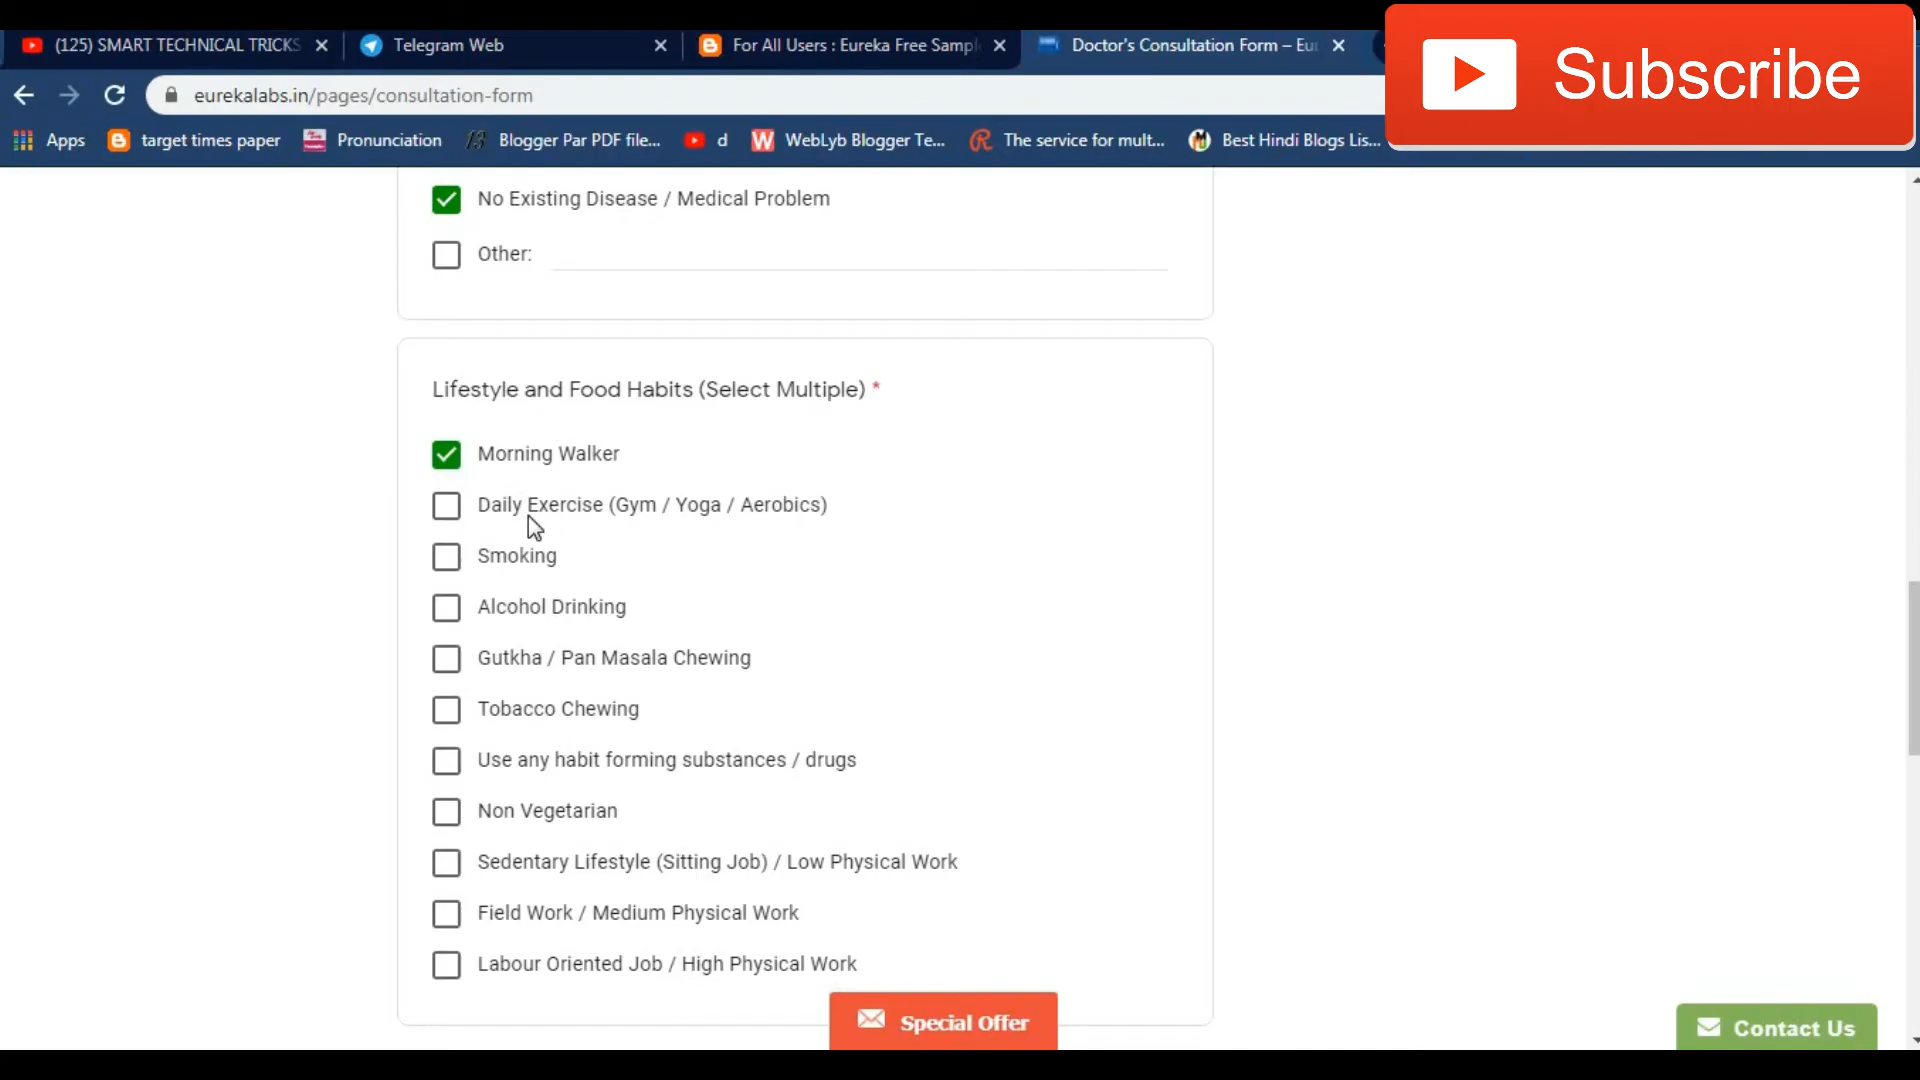 (125) SMART TECHNICAL TRICKS
Telegram Web
For All Users : Eureka Free Sampl
Doctor's Consultation Form – Eu
Subscribe
eurekalabs.in/pages/consultation-form
Apps
target times paper
Pronunciation
Blogger Par PDF file...
d
WebLyb Blogger Te...
The service for mult...
Best Hindi Blogs Lis...
No Existing Disease / Medical Problem
Other:
Lifestyle and Food Habits (Select Multiple) *
Morning Walker
Daily Exercise (Gym / Yoga / Aerobics)
Smoking
Alcohol Drinking
Gutkha / Pan Masala Chewing
Tobacco Chewing
Use any habit forming substances / drugs
Non Vegetarian
Sedentary Lifestyle (Sitting Job) / Low Physical Work
Field Work / Medium Physical Work
Labour Oriented Job / High Physical Work
Special Offer
Contact Us